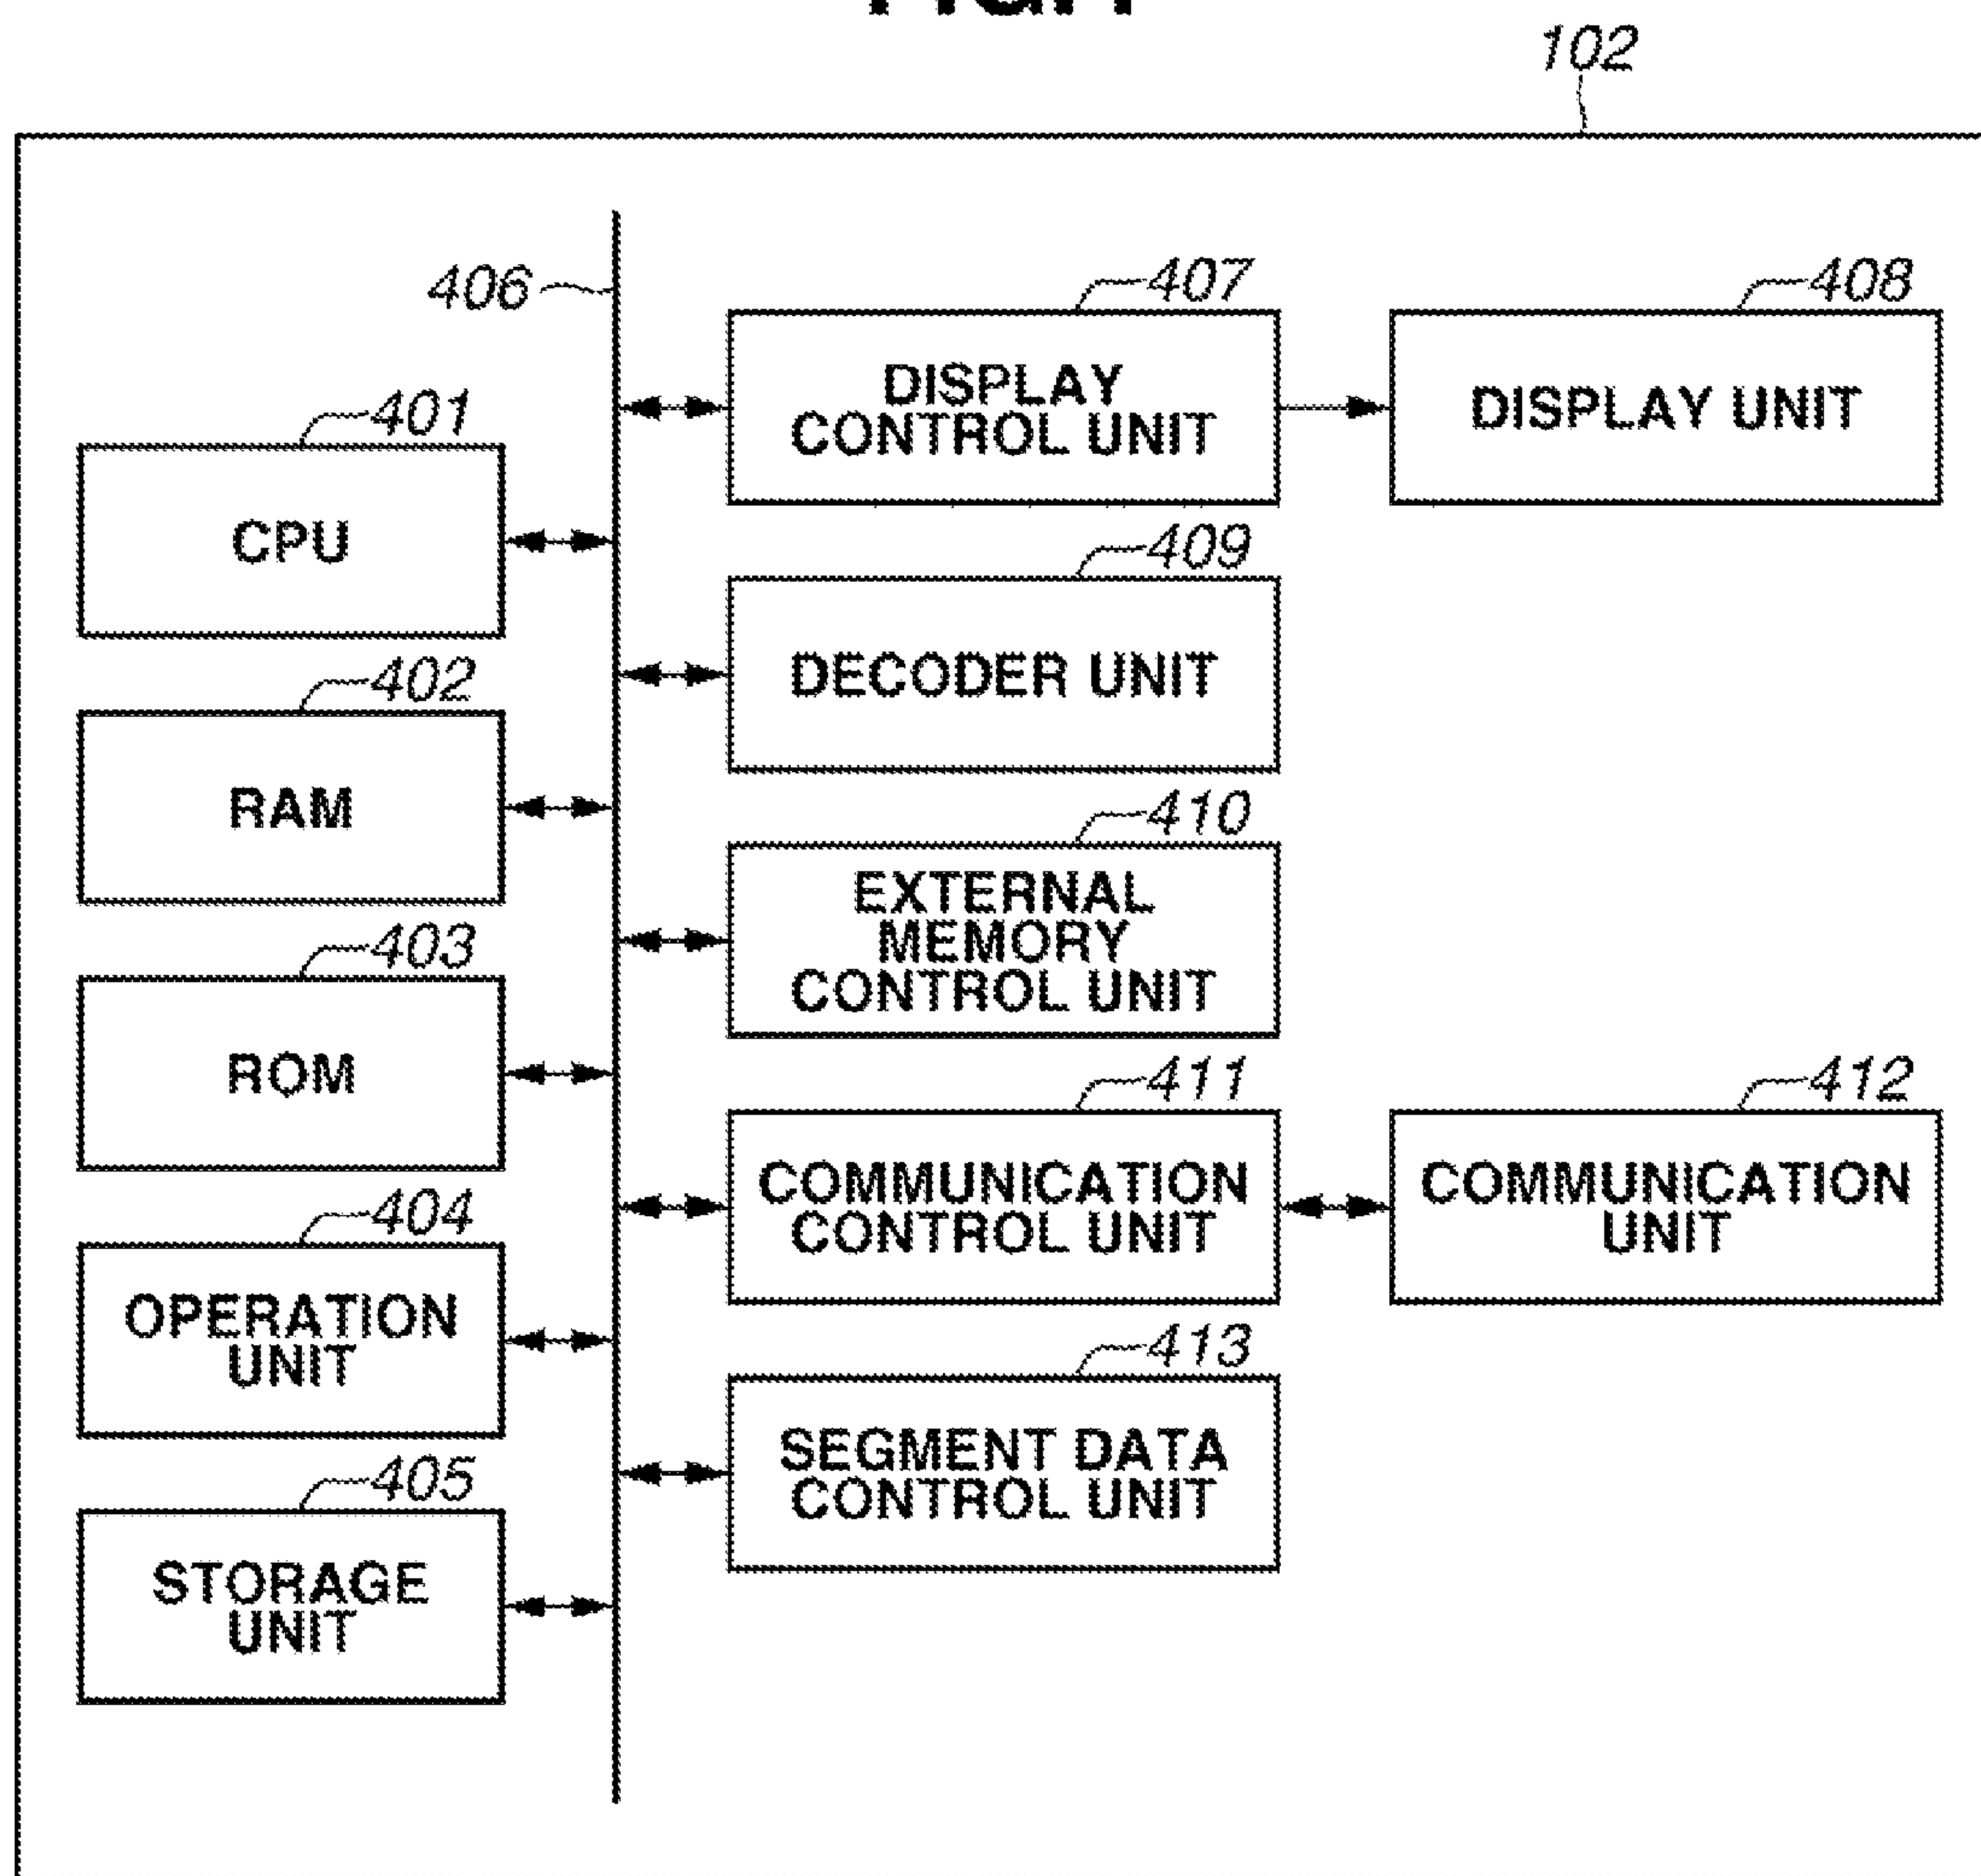 102
406
407
DISPLAY
CONTROL UNIT
408
DISPLAY UNIT
401
CPU
409
DECODER UNIT
402
RAM
410
EXTERNAL
MEMORY
CONTROL UNIT
403
ROM
411
COMMUNICATION
CONTROL UNIT
412
COMMUNICATION
UNIT
404
OPERATION
UNIT
413
SEGMENT DATA
CONTROL UNIT
405
STORAGE
UNIT